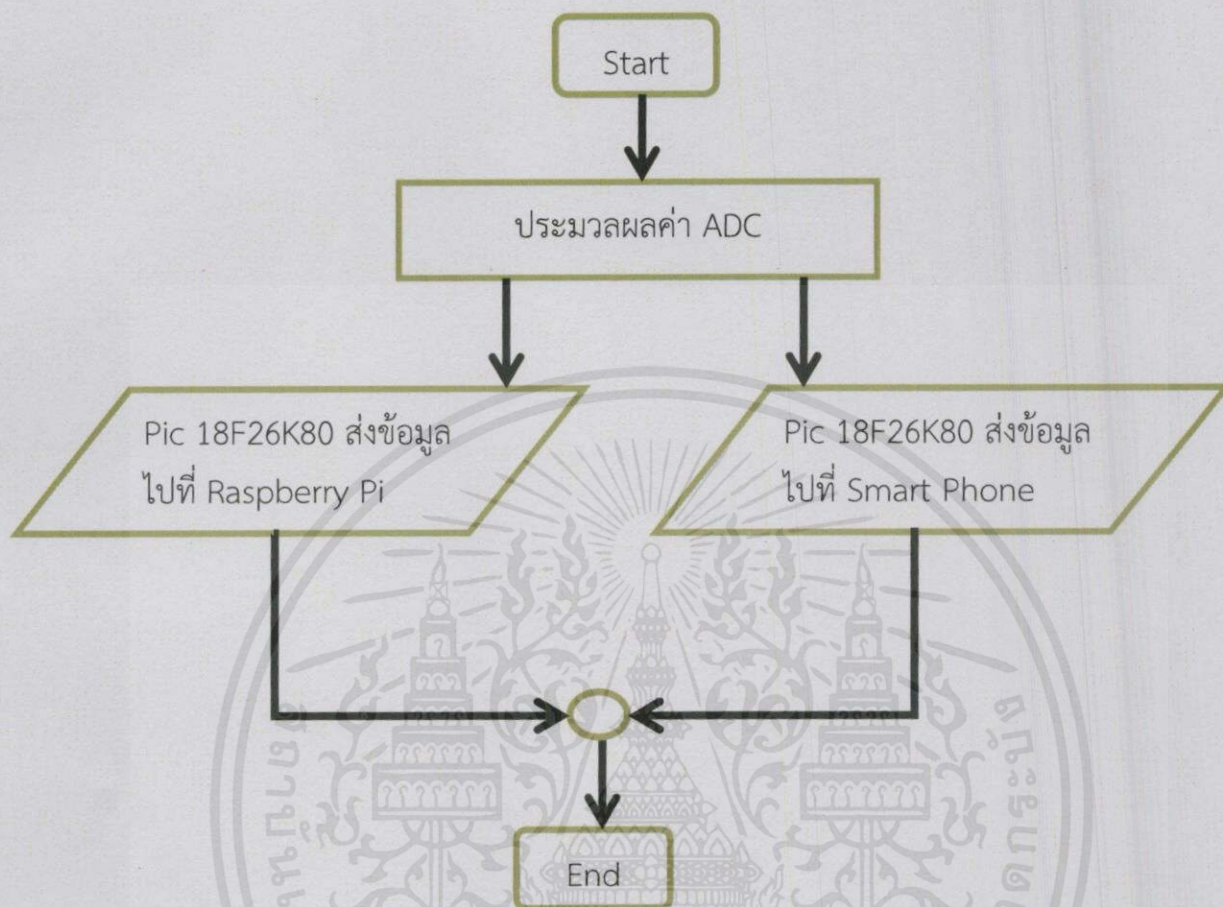 Start
ประมวลผลค่า ADC
Pic 18F26K80 ส่งข้อมูล
ไปที่ Raspberry Pi
Pic 18F26K80 ส่งข้อมูล
ไปที่ Smart Phone
End